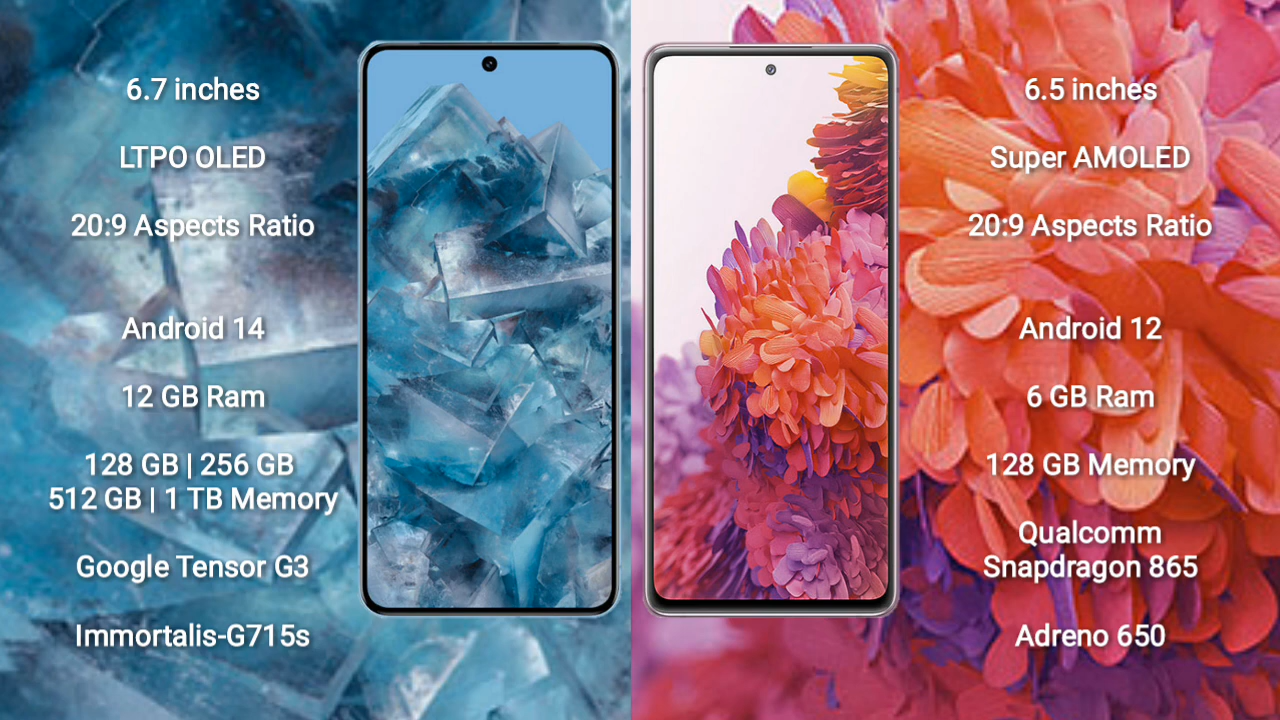 6.7 inches
LTPO OLED
20:9 Aspects Ratio
Android 14
12 GB Ram
128 GB | 256 GB
512 GB | 1 TB Memory
Google Tensor G3
Immortalis-G715s
6.5 inches
Super AMOLED
20:9 Aspects Ratio
Android 12
6 GB Ram
128 GB Memory
Qualcomm
Snapdragon 865
Adreno 650